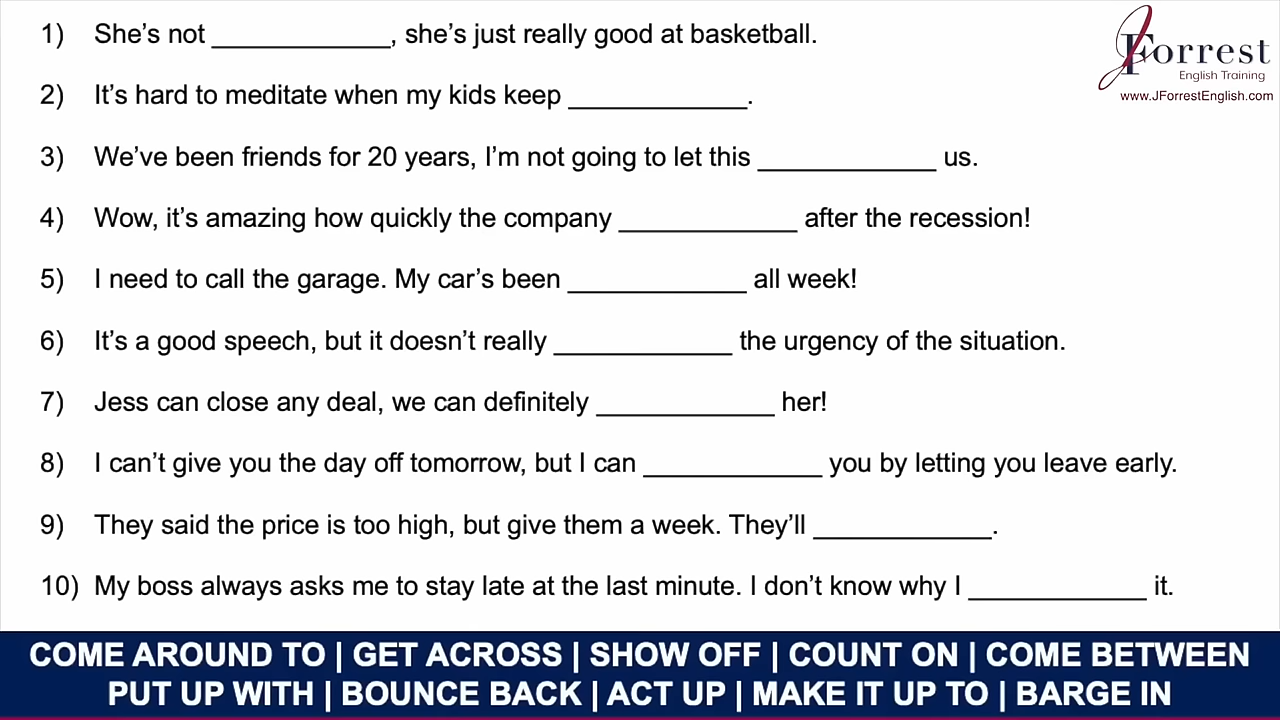 1) She’s not ____________, she’s just really good at basketball.
JForrest
English Training
www.JForrestEnglish.com
2) It’s hard to meditate when my kids keep ____________.
3) We’ve been friends for 20 years, I’m not going to let this ____________ us.
4) Wow, it’s amazing how quickly the company ____________ after the recession!
5) I need to call the garage. My car’s been ____________ all week!
6) It’s a good speech, but it doesn’t really ____________ the urgency of the situation.
7) Jess can close any deal, we can definitely ____________ her!
8) I can’t give you the day off tomorrow, but I can ____________ you by letting you leave early.
9) They said the price is too high, but give them a week. They’ll ____________.
10) My boss always asks me to stay late at the last minute. I don’t know why I ____________ it.
COME AROUND TO | GET ACROSS | SHOW OFF | COUNT ON | COME BETWEEN
PUT UP WITH | BOUNCE BACK | ACT UP | MAKE IT UP TO | BARGE IN